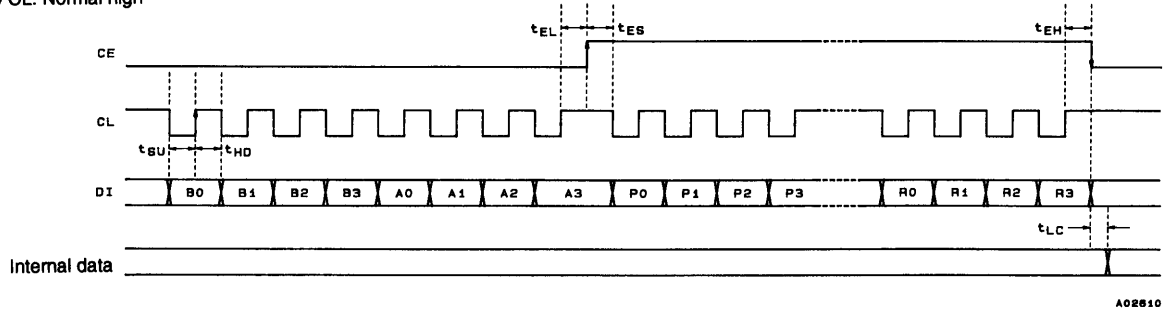 CL: Normal high
tEL tES tEH
CE
CL
tSU tHD
DI B0 B1 B2 B3 A0 A1 A2 A3 P0 P1 P2 P3 R0 R1 R2 R3
tLC
Internal data
A02610